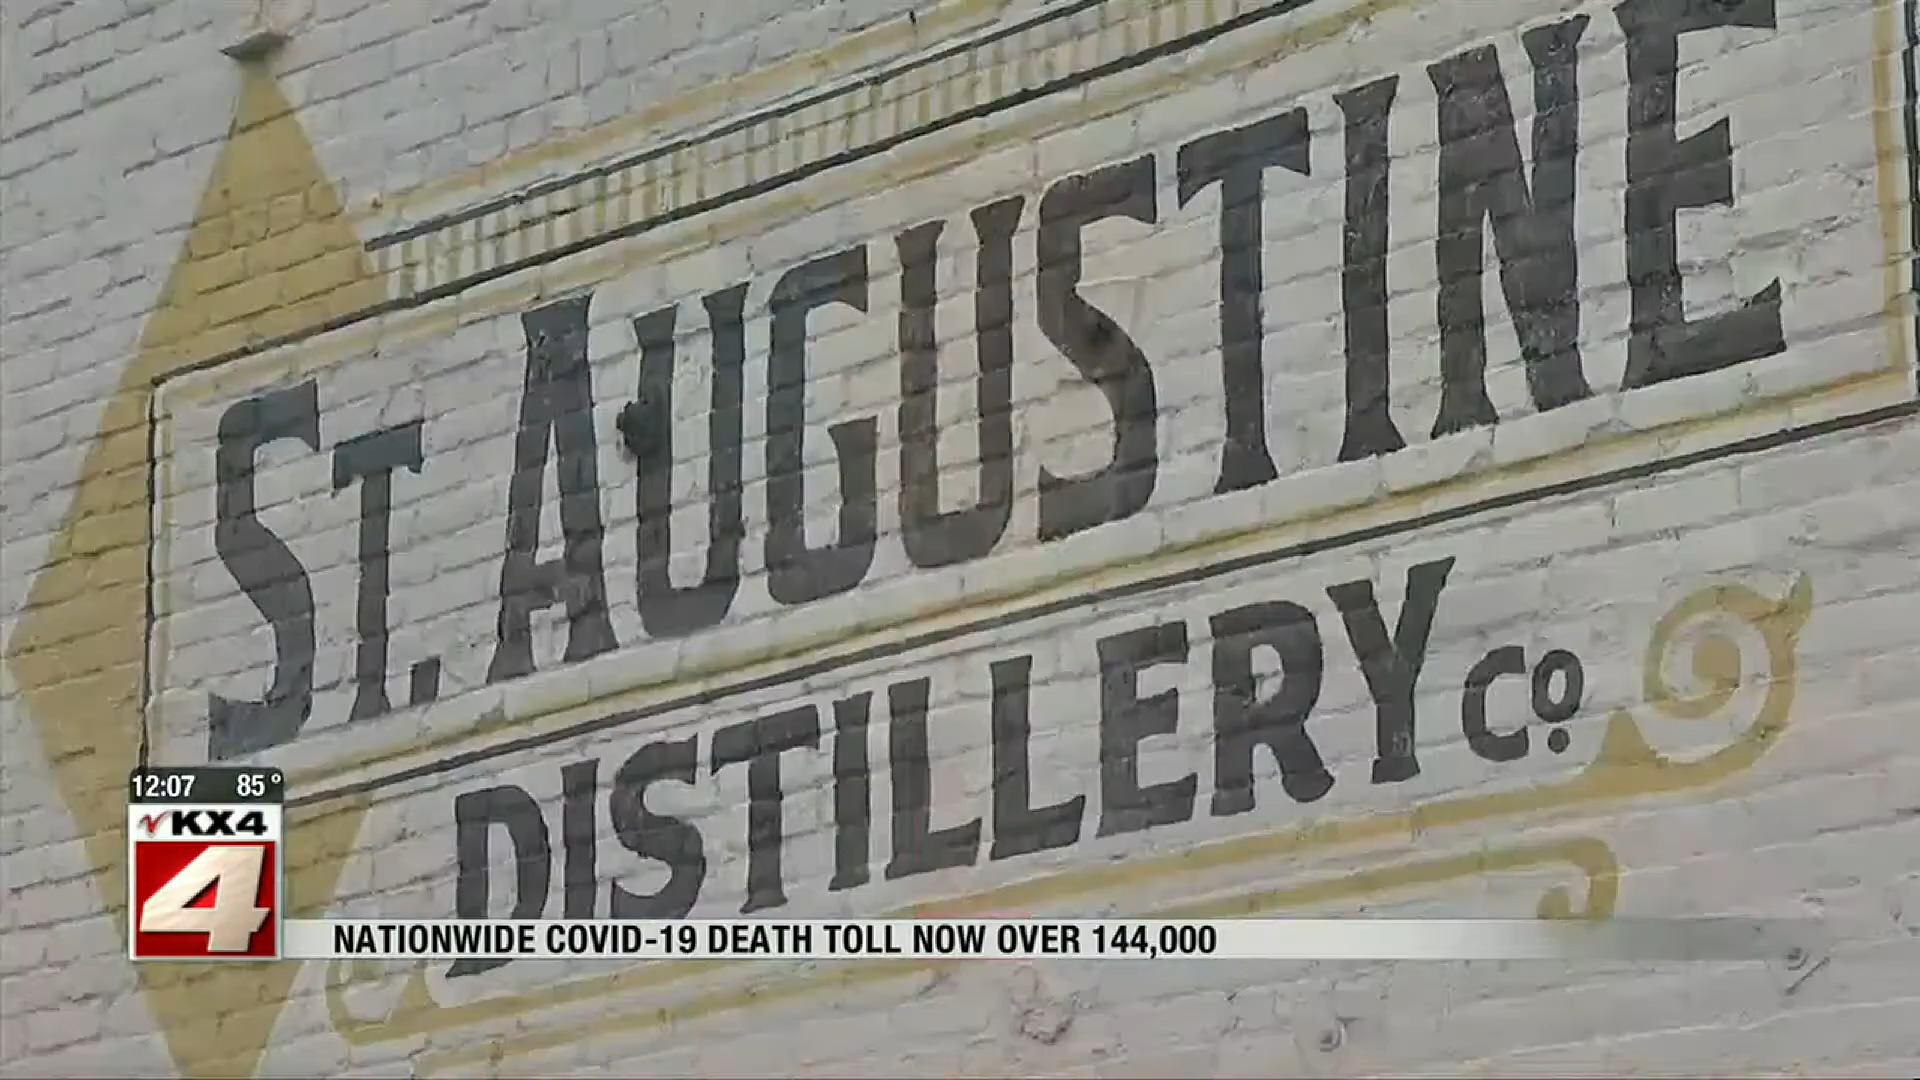 ST. AUGUSTINE
DISTILLERY Co.
12:07 85°
KX4
4
NATIONWIDE COVID-19 DEATH TOLL NOW OVER 144,000